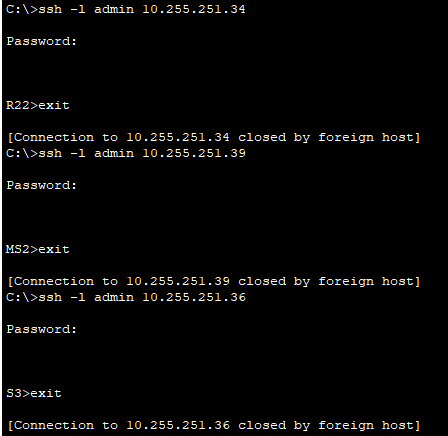 C:\>ssh -l admin 10.255.251.34
Password:
R22>exit
[Connection to 10.255.251.34 closed by foreign host]
C:\>ssh -l admin 10.255.251.39
Password:
MS2>exit
[Connection to 10.255.251.39 closed by foreign host]
C:\>ssh -l admin 10.255.251.36
Password:
S3>exit
[Connection to 10.255.251.36 closed by foreign host]